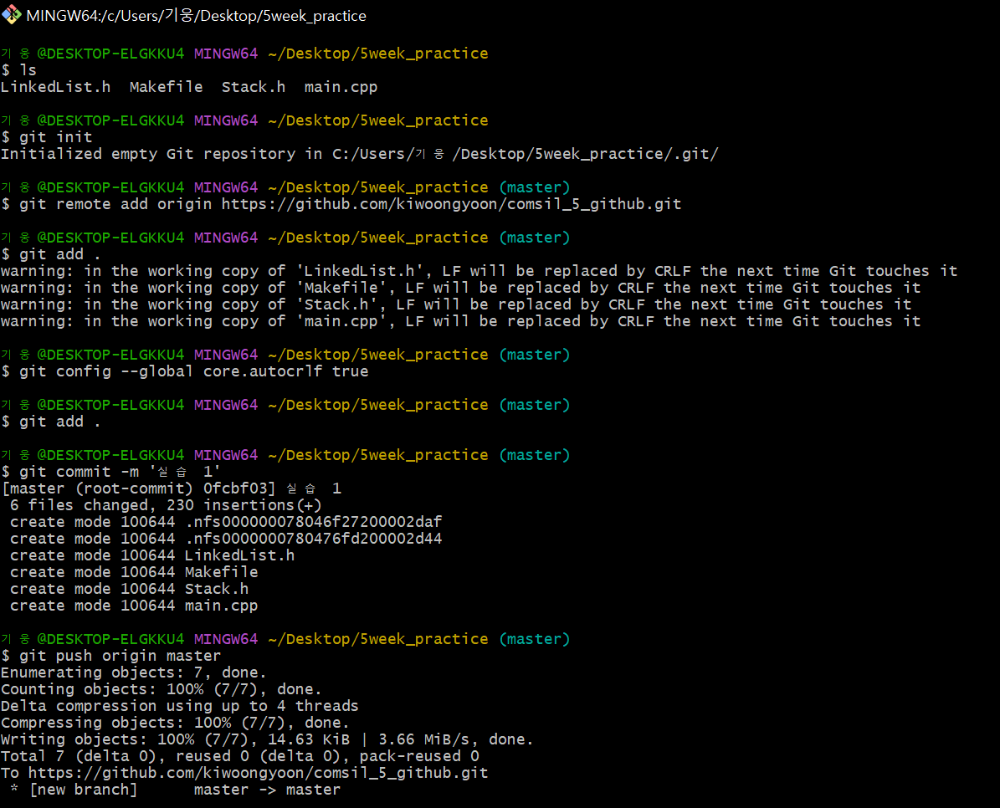 MINGW64:/c/Users/기웅/Desktop/5week_practice
기웅@DESKTOP-ELGKKU4 MINGW64 ~/Desktop/5week_practice
$ ls
LinkedList.h  Makefile  Stack.h  main.cpp
기웅@DESKTOP-ELGKKU4 MINGW64 ~/Desktop/5week_practice
$ git init
Initialized empty Git repository in C:/Users/기웅/Desktop/5week_practice/.git/
기웅@DESKTOP-ELGKKU4 MINGW64 ~/Desktop/5week_practice (master)
$ git remote add origin https://github.com/kiwoongyoon/comsil_5_github.git
기웅@DESKTOP-ELGKKU4 MINGW64 ~/Desktop/5week_practice (master)
$ git add .
warning: in the working copy of 'LinkedList.h', LF will be replaced by CRLF the next time Git touches it
warning: in the working copy of 'Makefile', LF will be replaced by CRLF the next time Git touches it
warning: in the working copy of 'Stack.h', LF will be replaced by CRLF the next time Git touches it
warning: in the working copy of 'main.cpp', LF will be replaced by CRLF the next time Git touches it
기웅@DESKTOP-ELGKKU4 MINGW64 ~/Desktop/5week_practice (master)
$ git config --global core.autocrlf true
기웅@DESKTOP-ELGKKU4 MINGW64 ~/Desktop/5week_practice (master)
$ git add .
기웅@DESKTOP-ELGKKU4 MINGW64 ~/Desktop/5week_practice (master)
$ git commit -m '실습 1'
[master (root-commit) 0fcbf03] 실습 1
 6 files changed, 230 insertions(+)
 create mode 100644 .nfs000000078046f27200002daf
 create mode 100644 .nfs0000000780476fd200002d44
 create mode 100644 LinkedList.h
 create mode 100644 Makefile
 create mode 100644 Stack.h
 create mode 100644 main.cpp
기웅@DESKTOP-ELGKKU4 MINGW64 ~/Desktop/5week_practice (master)
$ git push origin master
Enumerating objects: 7, done.
Counting objects: 100% (7/7), done.
Delta compression using up to 4 threads
Compressing objects: 100% (7/7), done.
Writing objects: 100% (7/7), 14.63 KiB | 3.66 MiB/s, done.
Total 7 (delta 0), reused 0 (delta 0), pack-reused 0
To https://github.com/kiwoongyoon/comsil_5_github.git
 * [new branch]      master -> master